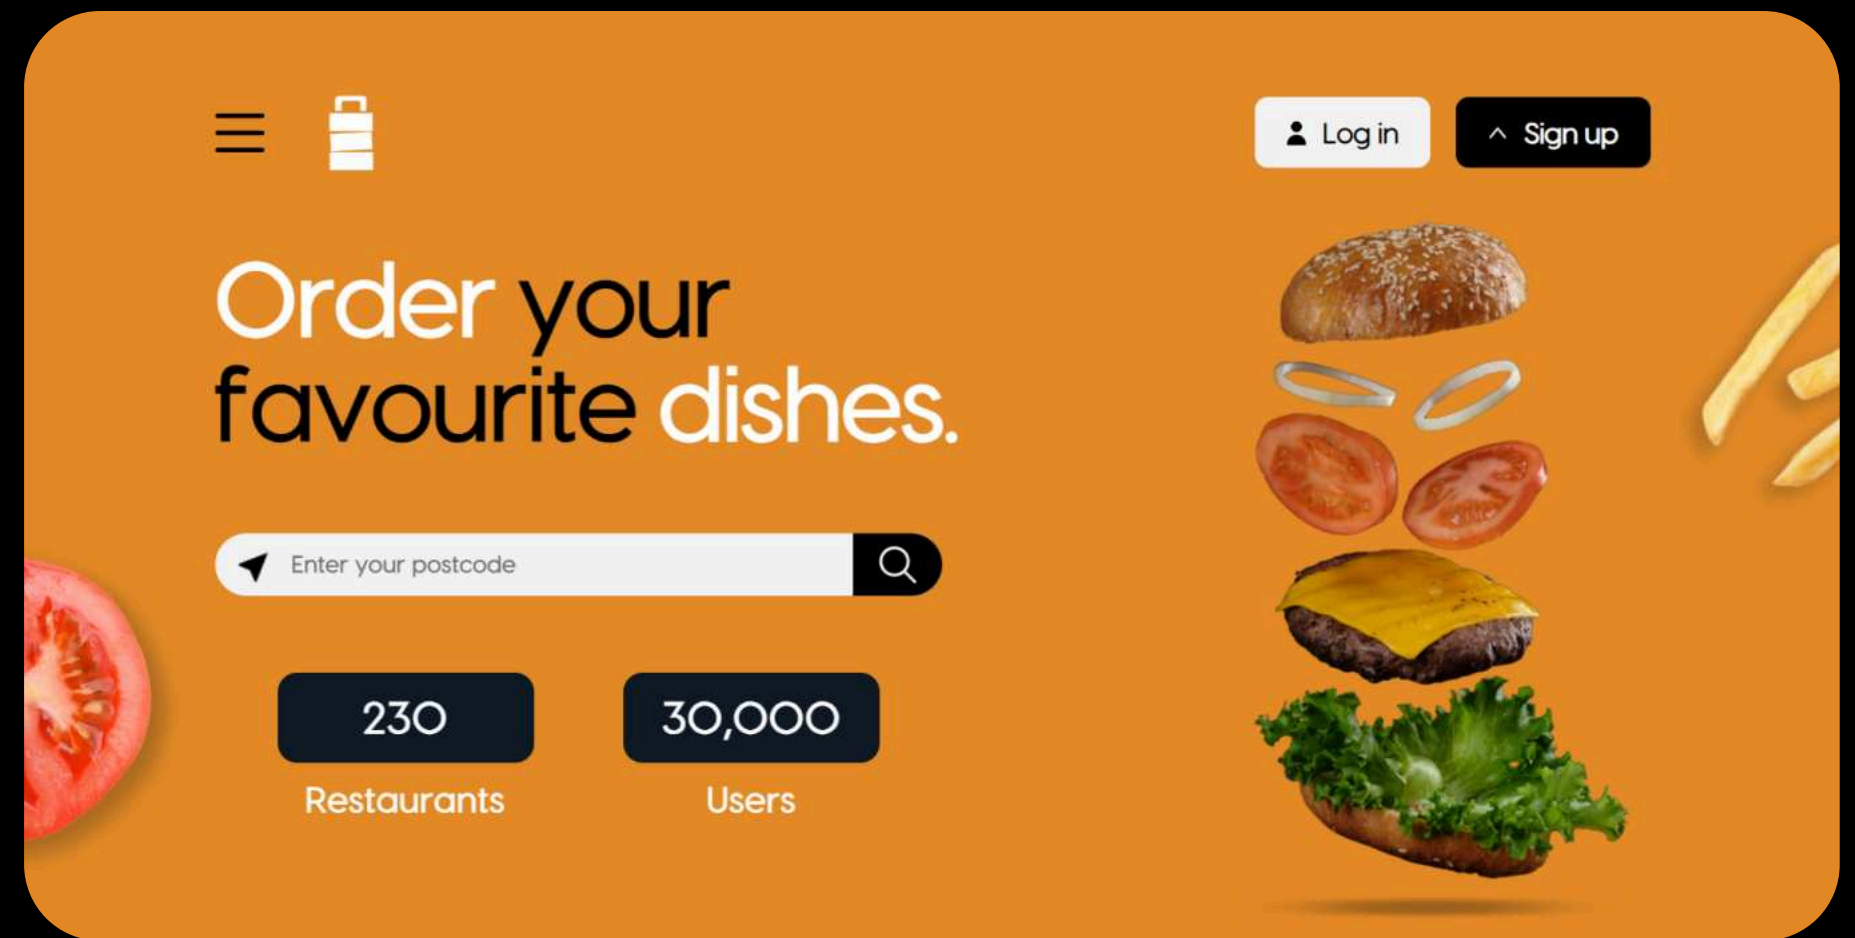 Log in
Sign up
Order your
favourite dishes.
Enter your postcode
230
30,000
Restaurants
Users